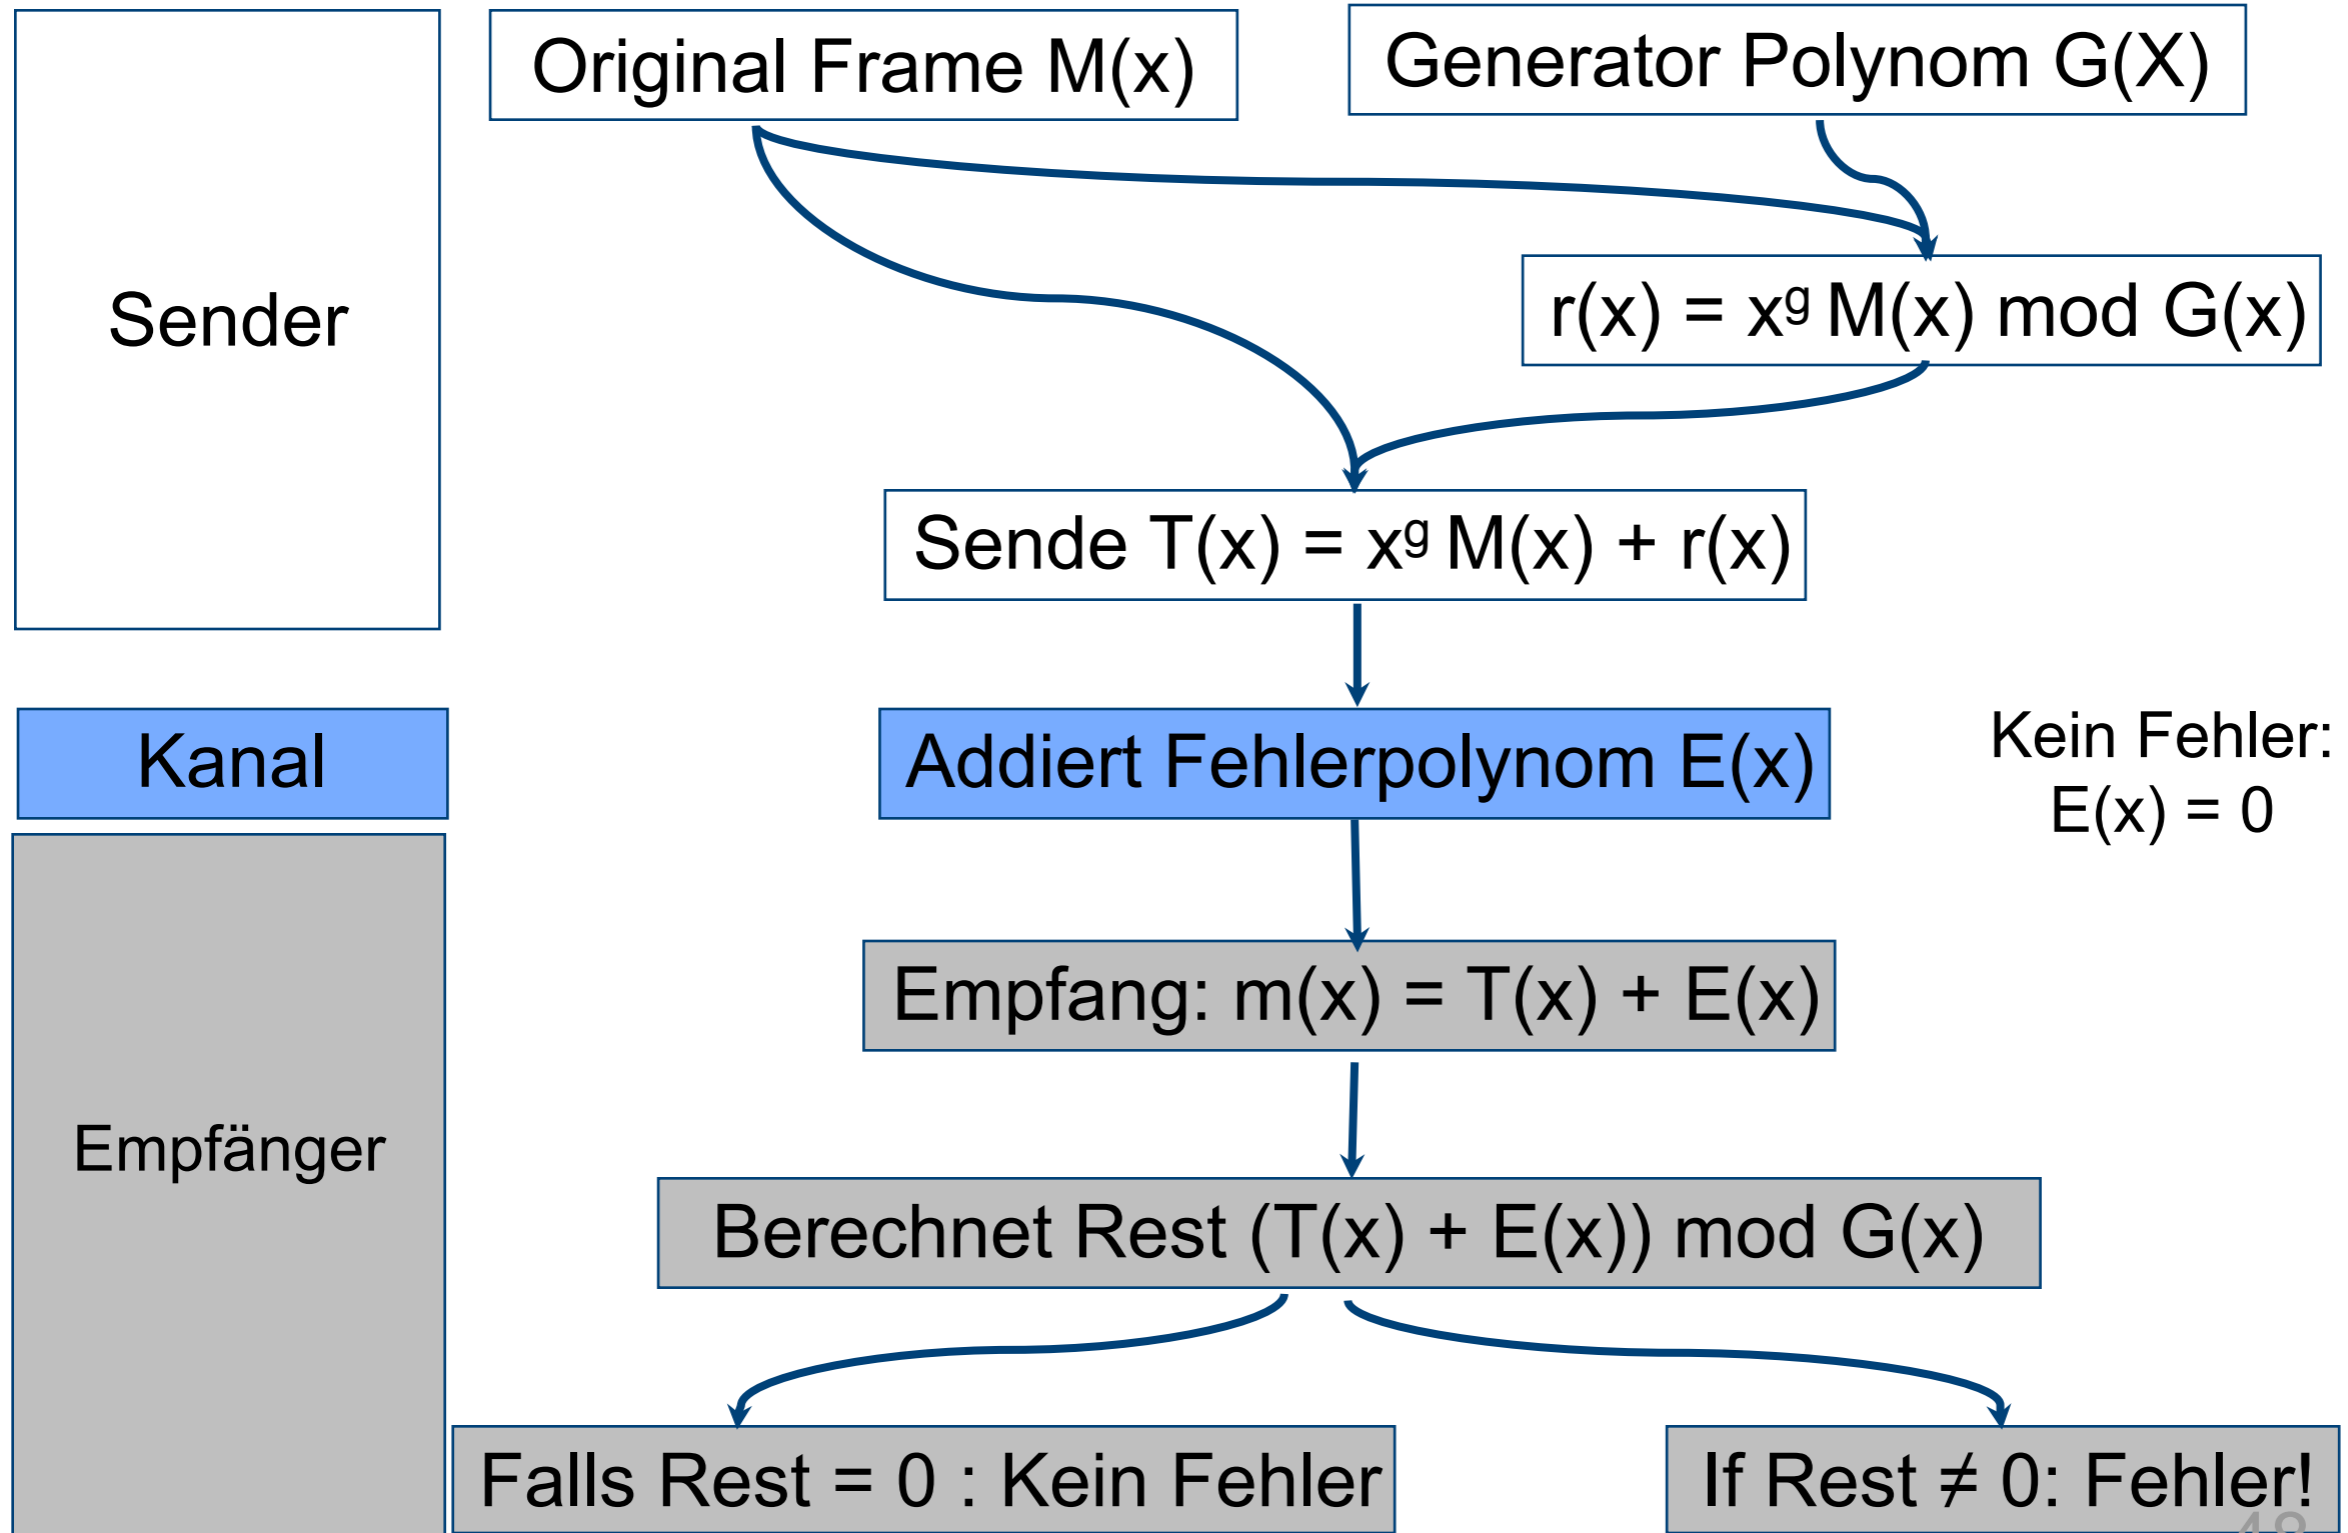 Original Frame M(x)
Generator Polynom G(X)
Sender
r(x) = xᵍ M(x) mod G(x)
Sende T(x) = xᵍ M(x) + r(x)
Kanal
Addiert Fehlerpolynom E(x)
Kein Fehler:
E(x) = 0
Empfang: m(x) = T(x) + E(x)
Empfänger
Berechnet Rest (T(x) + E(x)) mod G(x)
Falls Rest = 0 : Kein Fehler
If Rest ≠ 0: Fehler!